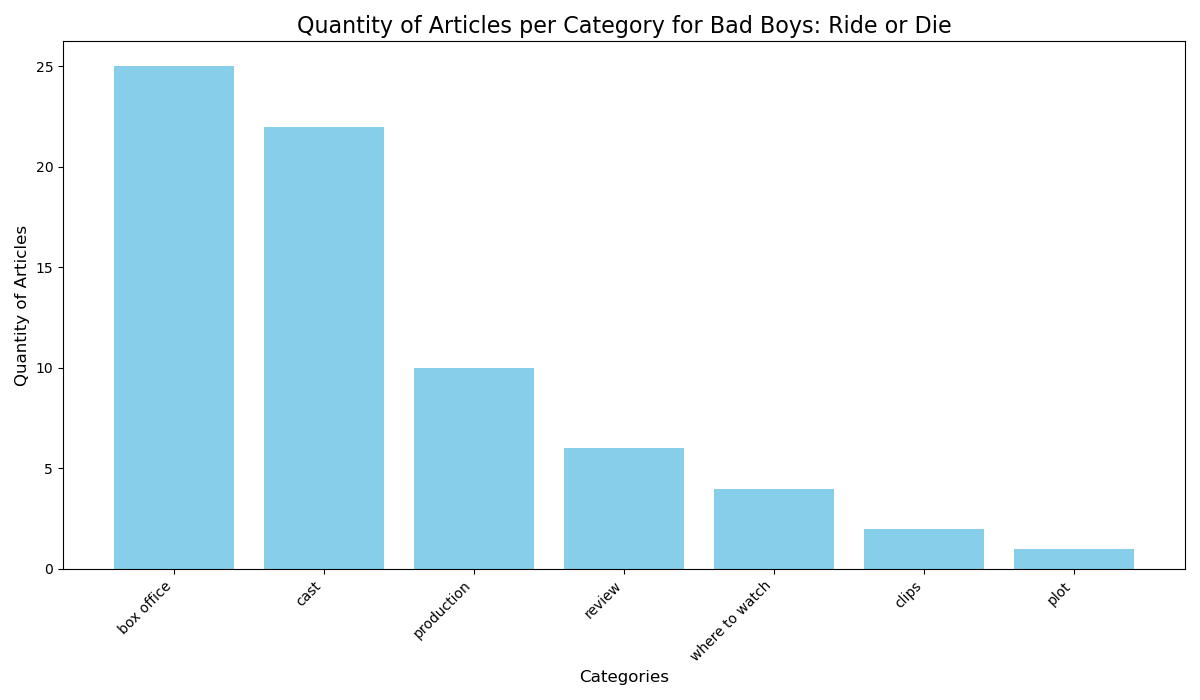 Quantity of Articles per Category for Bad Boys: Ride or Die
Quantity of Articles
25
20
15
10
5
0
box office
cast
production
review
where to watch
clips
plot
Categories